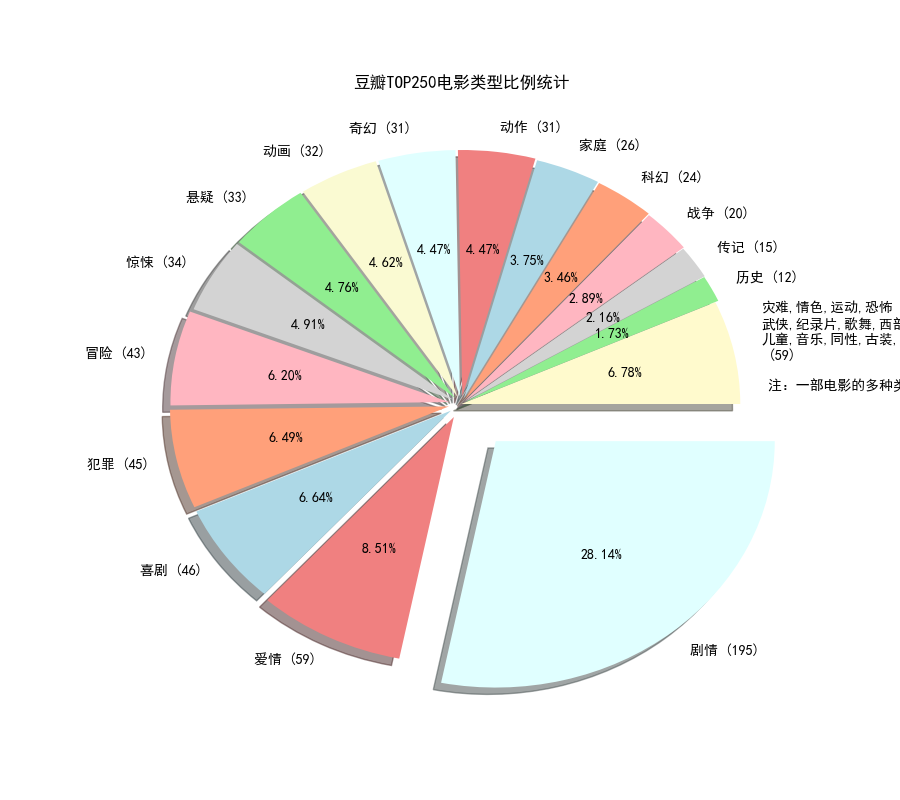 豆瓣TOP250电影类型比例统计
奇幻 (31)
动作 (31)
动画 (32)
家庭 (26)
悬疑 (33)
科幻 (24)
惊悚 (34)
战争 (20)
传记 (15)
历史 (12)
冒险 (43)
灾难,情色,运动,恐怖
武侠,纪录片,歌舞,西
儿童,音乐,同性,古装,
(59)
注: 一部电影的多种
犯罪 (45)
喜剧 (46)
爱情 (59)
剧情 (195)
4.47%
4.47%
4.62%
3.75%
4.76%
3.46%
4.91%
2.89%
2.16%
1.73%
6.20%
6.78%
6.49%
6.64%
8.51%
28.14%